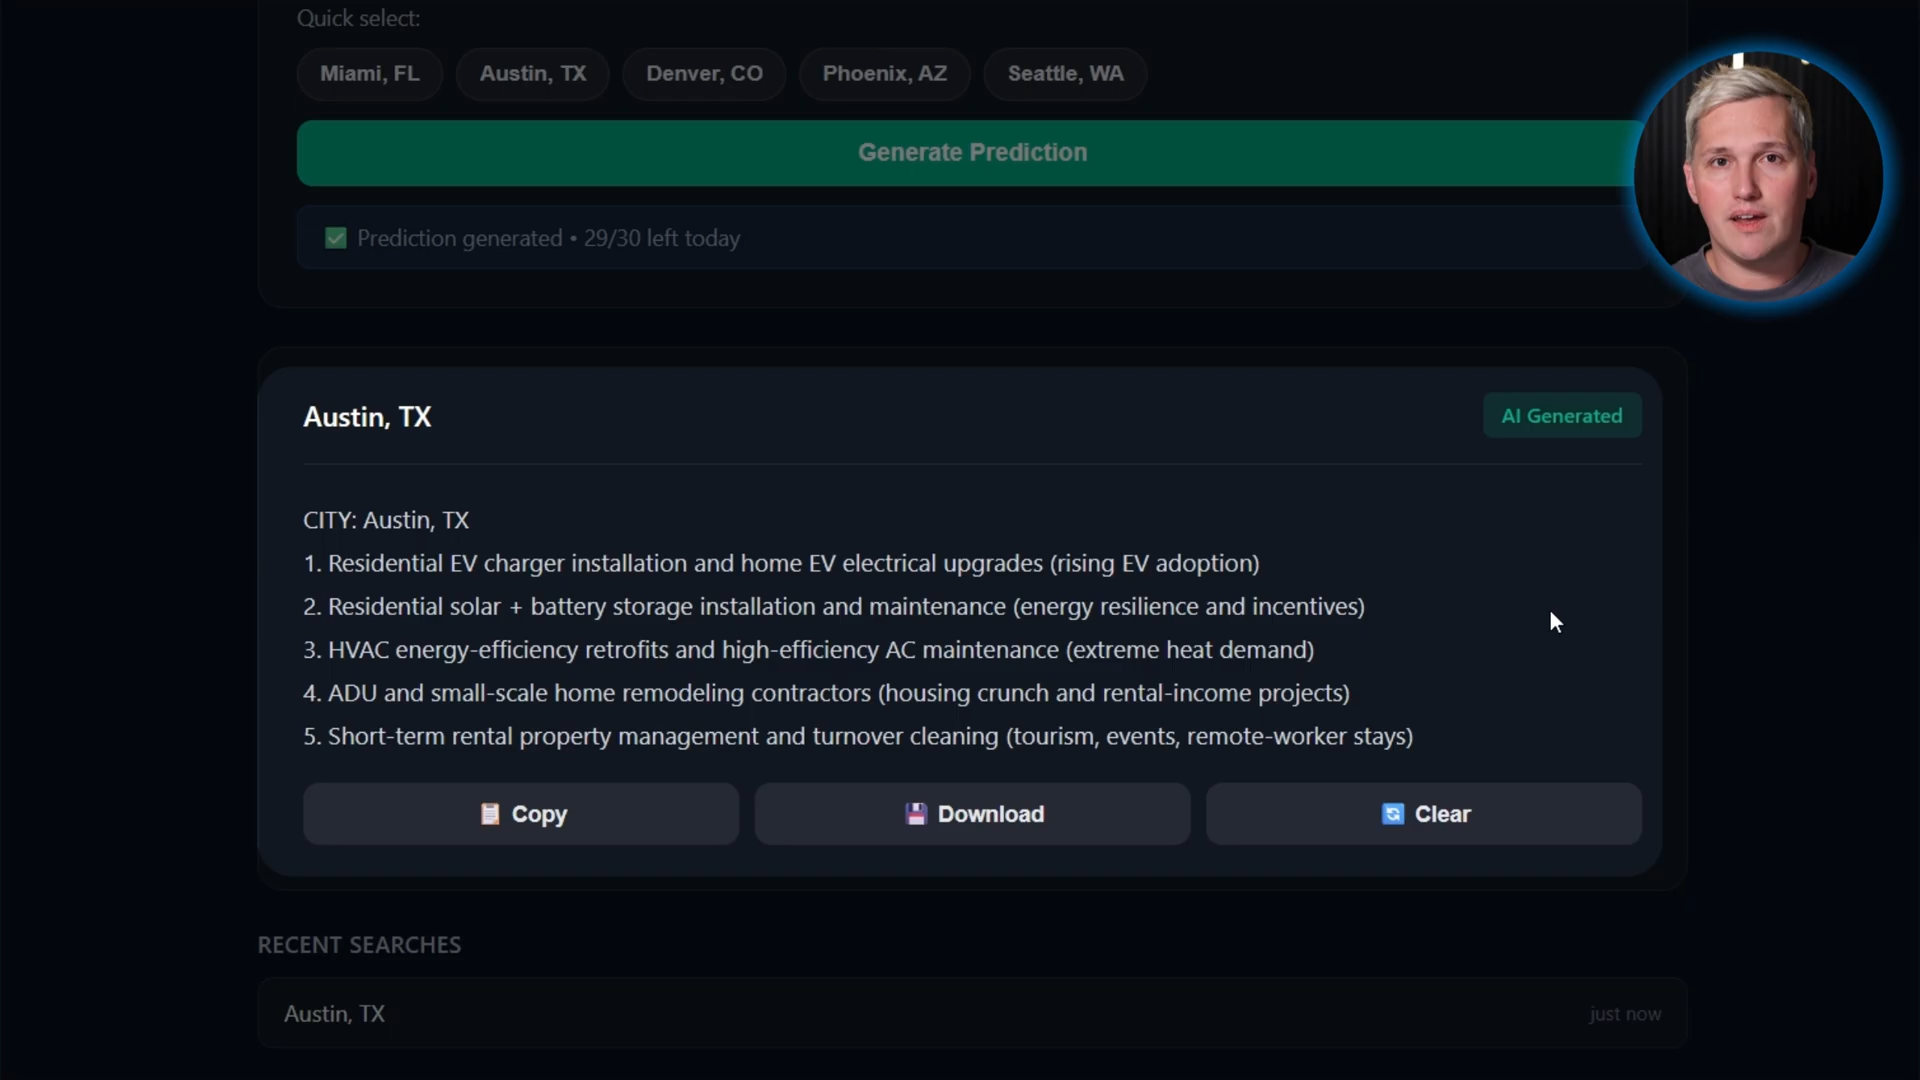 Quick select:
Miami, FL
Austin, TX
Denver, CO
Phoenix, AZ
Seattle, WA
Generate Prediction
✅ Prediction generated • 29/30 left today
Austin, TX
AI Generated
CITY: Austin, TX
1. Residential EV charger installation and home EV electrical upgrades (rising EV adoption)
2. Residential solar + battery storage installation and maintenance (energy resilience and incentives)
3. HVAC energy-efficiency retrofits and high-efficiency AC maintenance (extreme heat demand)
4. ADU and small-scale home remodeling contractors (housing crunch and rental-income projects)
5. Short-term rental property management and turnover cleaning (tourism, events, remote-worker stays)
📋 Copy
💾 Download
🔄 Clear
RECENT SEARCHES
Austin, TX
just now